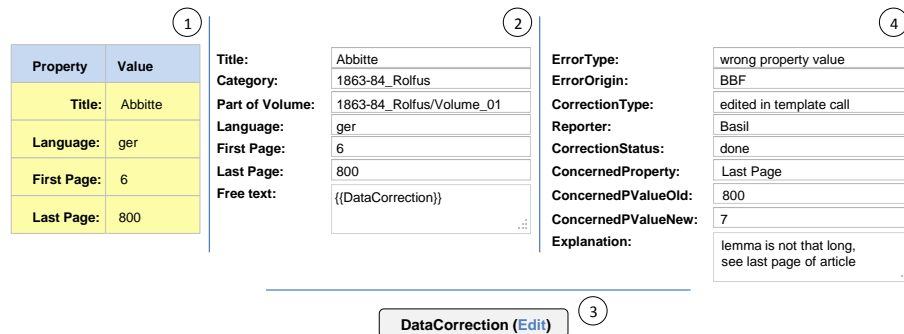 1
Property Value
Title: Abbitte
Language: ger
First Page: 6
Last Page: 800
2
Title: Abbitte
Category: 1863-84_Rolfus
Part of Volume: 1863-84_Rolfus/Volume_01
Language: ger
First Page: 6
Last Page: 800
Free text: {{DataCorrection}}
4
ErrorType: wrong property value
ErrorOrigin: BBF
CorrectionType: edited in template call
Reporter: Basil
CorrectionStatus: done
ConcernedProperty: Last Page
ConcernedPValueOld: 800
ConcernedPValueNew: 7
Explanation: lemma is not that long,
see last page of article
3
DataCorrection (Edit)